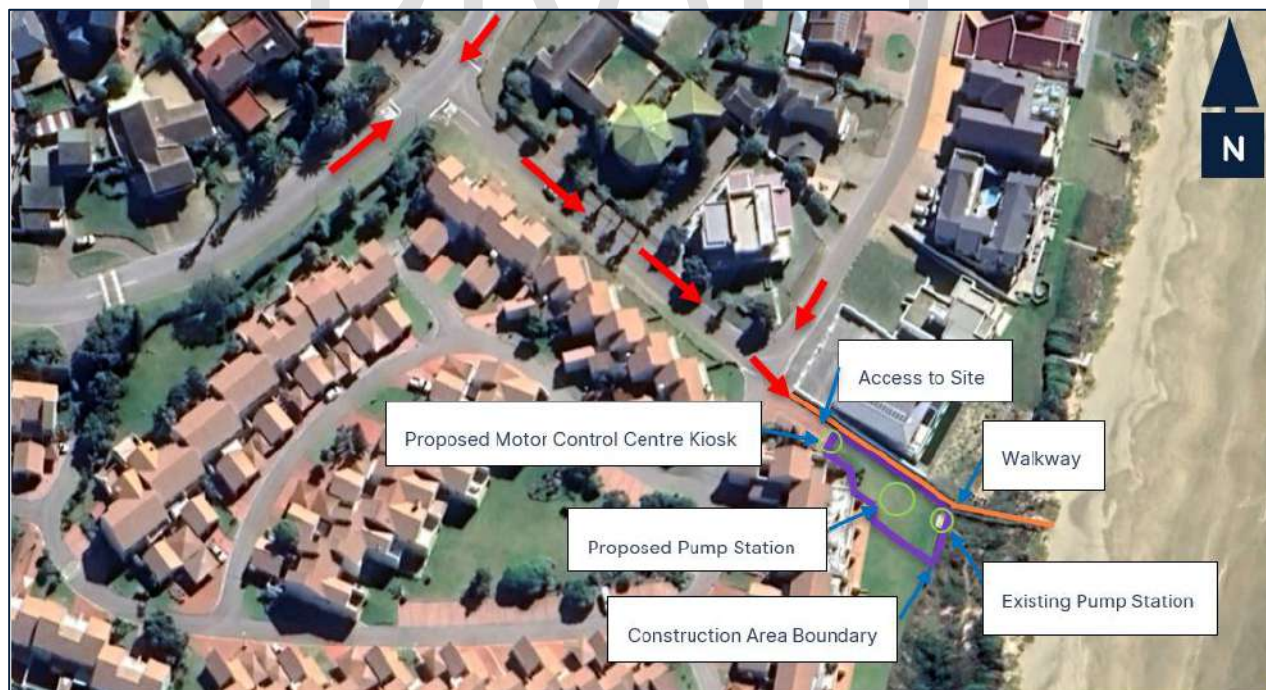 N
Access to Site
Proposed Motor Control Centre Kiosk
Walkway
Proposed Pump Station
Existing Pump Station
Construction Area Boundary